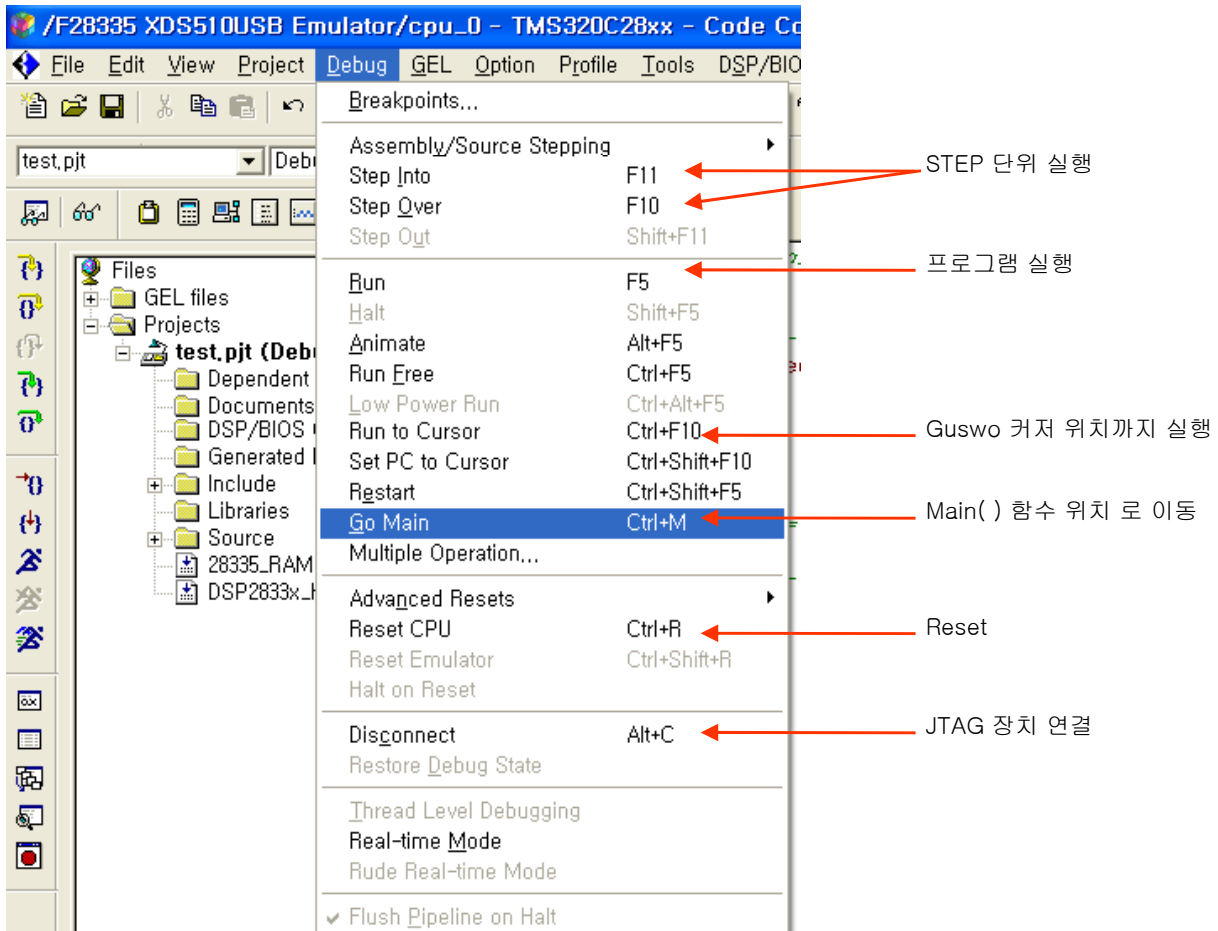 /F28335 XDS510USB Emulator/cpu_0 - TMS320C28xx - Code Co
File Edit View Project Debug GEL Option Profile Tools DSP/BIO
Breakpoints...
test.pjt Debu
Assembly/Source Stepping
Step Into F11 STEP 단위 실행
Step Over F10
Step Out Shift+F11
Files
Run F5 프로그램 실행
GEL files
Halt Shift+F5
Projects
Animate Alt+F5
test.pjt (Debu
Run Free Ctrl+F5
Dependent
Low Power Run Ctrl+Alt+F5
Documents
Run to Cursor Ctrl+F10 Guswo 커저 위치까지 실행
DSP/BIOS
Generated
Set PC to Cursor Ctrl+Shift+F10
Include
Restart Ctrl+Shift+F5
Libraries
Go Main Ctrl+M Main( ) 함수 위치 로 이동
Source
Multiple Operation...
28335_RAM
DSP2833x_H
Advanced Resets
Reset CPU Ctrl+R Reset
Reset Emulator Ctrl+Shift+R
Halt on Reset
Disconnect Alt+C JTAG 장치 연결
Restore Debug State
Thread Level Debugging
Real-time Mode
Rude Real-time Mode
Flush Pipeline on Halt